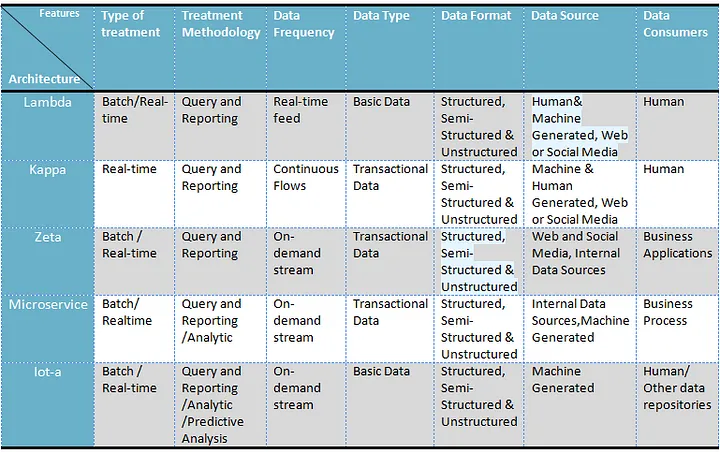 Features
Architecture
Type of
treatment
Treatment
Methodology
Data
Frequency
Data Type
Data Format
Data Source
Data
Consumers
Lambda
Batch/Real-
time
Query and
Reporting
Real-time
feed
Basic Data
Structured,
Semi-
Structured &
Unstructured
Human&
Machine
Generated, Web
or Social Media
Human
Kappa
Real-time
Query and
Reporting
Continuous
Flows
Transactional
Data
Structured,
Semi-
Structured &
Unstructured
Machine &
Human
Generated, Web
or Social Media
Human
Zeta
Batch /
Real-time
Query and
Reporting
On-
demand
stream
Transactional
Data
Structured,
Semi-
Structured &
Unstructured
Web and Social
Media, Internal
Data Sources
Business
Applications
Microservice
Batch/
Realtime
Query and
Reporting
/Analytic
On-
demand
stream
Transactional
Data
Structured,
Semi-
Structured &
Unstructured
Internal Data
Sources,Machine
Generated
Business
Process
Iot-a
Batch /
Real-time
Query and
Reporting
/Analytic
/Predictive
Analysis
On-
demand
stream
Basic Data
Structured,
Semi-
Structured &
Unstructured
Machine
Generated
Human/
Other data
repositories